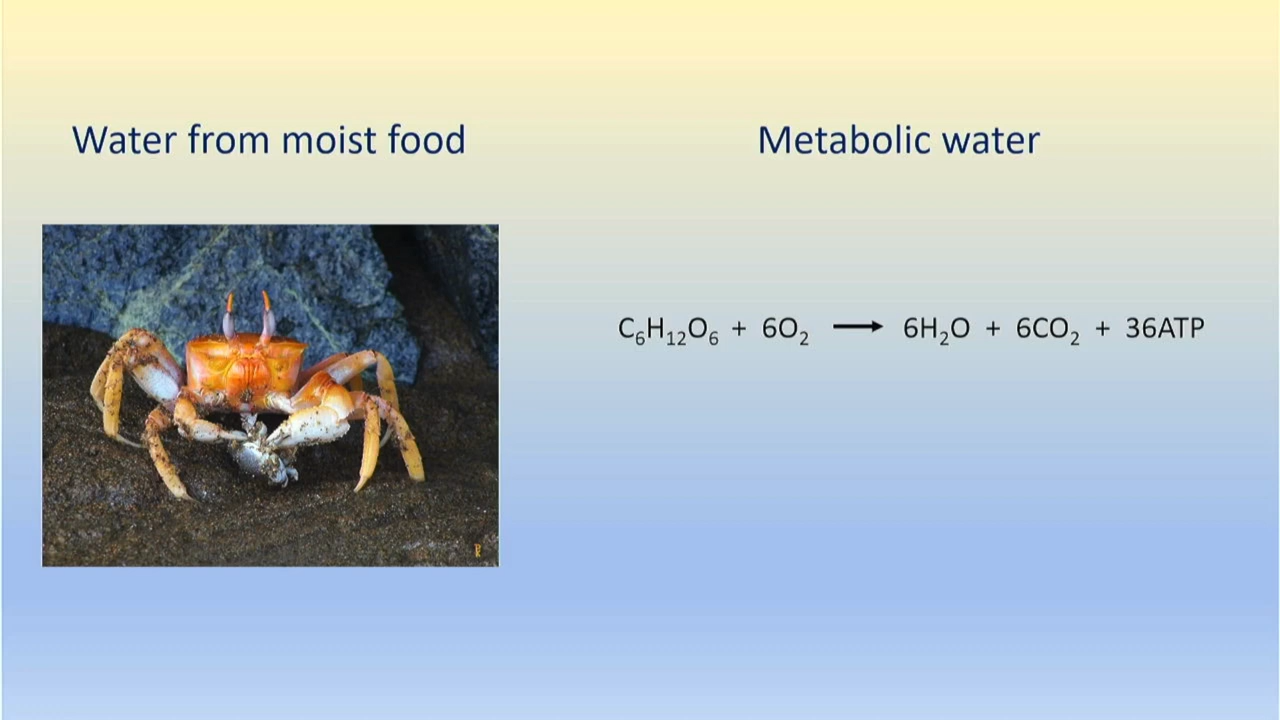 Water from moist food
Metabolic water
C₆H₁₂O₆ + 6O₂ ⟶ 6H₂O + 6CO₂ + 36ATP